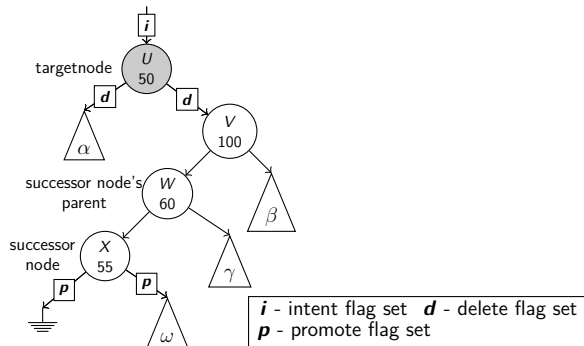 i
targetnode
U
50
d
d
α
V
100
successor node's
parent
W
60
β
successor
node
X
55
γ
p
p
ω
i - intent flag set d - delete flag set
p - promote flag set